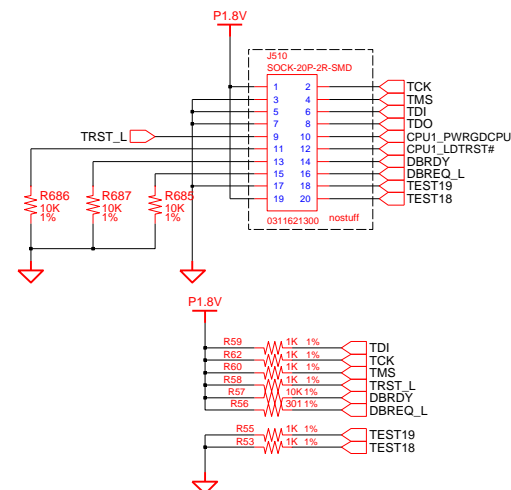 P1.8V
J510
SOCK-20P-2R-SMD
1 2 TCK
3 4 TMS
5 6 TDI
7 8 TDO
TRST_L 9 10 CPU1_PWRGDCPU
11 12 CPU1_LDTRST#
13 14 DBRDY
15 16 DBREQ_L
17 18 TEST19
19 20 TEST18
R686 R687 R685
10K 10K 10K
1% 1% 1%
0311621300 nostuff
P1.8V
R59 1K 1% TDI
R62 1K 1% TCK
R60 1K 1% TMS
R58 1K 1% TRST_L
R57 10K 1% DBRDY
R56 301 1% DBREQ_L
R55 1K 1% TEST19
R53 1K 1% TEST18